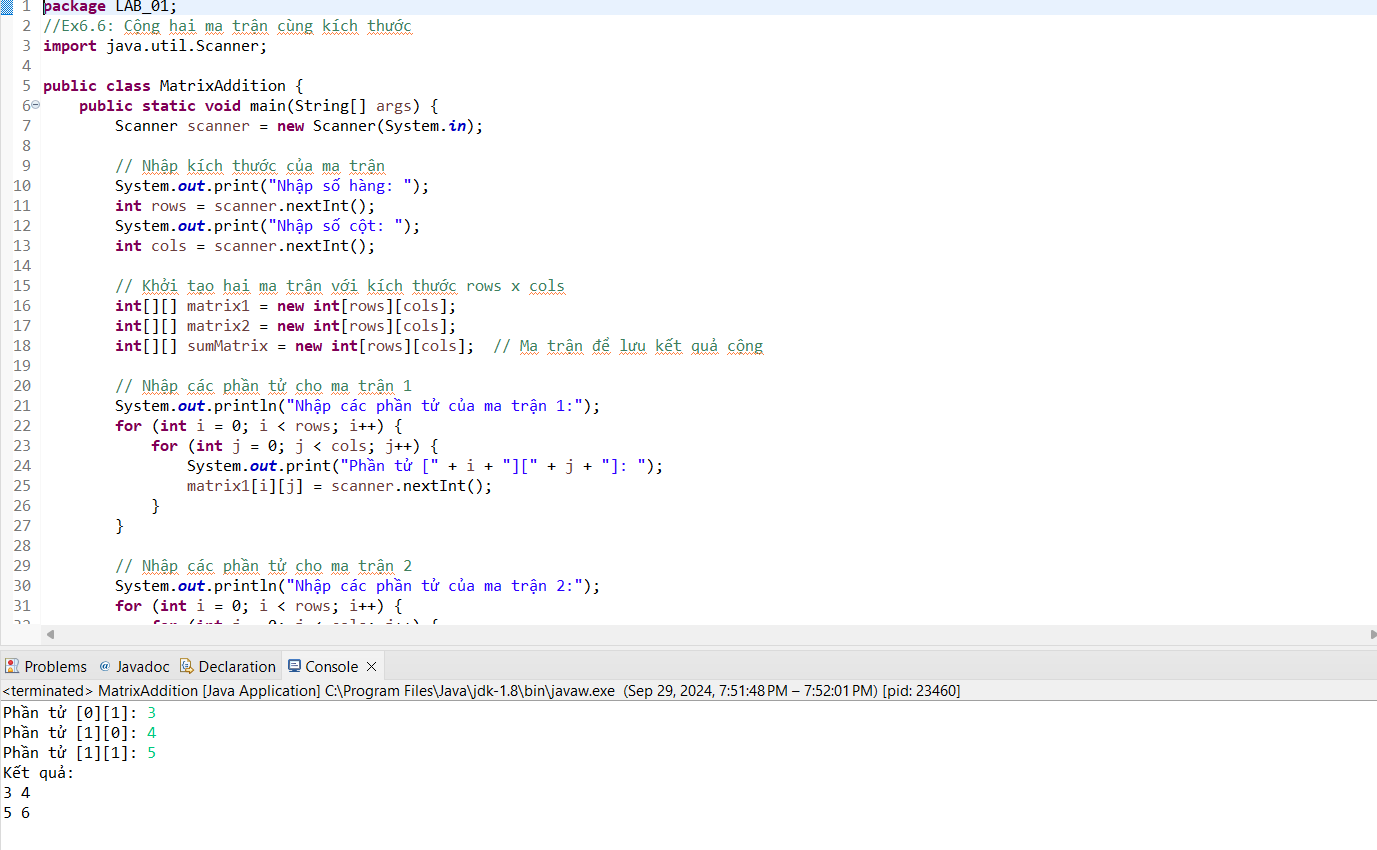 1 package LAB_01;
2 //Ex6.6: Cộng hai ma trận cùng kích thước
3 import java.util.Scanner;
4
5 public class MatrixAddition {
6 public static void main(String[] args) {
7 Scanner scanner = new Scanner(System.in);
8
9 // Nhập kích thước của ma trận
10 System.out.print("Nhập số hàng: ");
11 int rows = scanner.nextInt();
12 System.out.print("Nhập số cột: ");
13 int cols = scanner.nextInt();
14
15 // Khởi tạo hai ma trận với kích thước rows x cols
16 int[][] matrix1 = new int[rows][cols];
17 int[][] matrix2 = new int[rows][cols];
18 int[][] sumMatrix = new int[rows][cols]; // Ma trận để lưu kết quả cộng
19
20 // Nhập các phần tử cho ma trận 1
21 System.out.println("Nhập các phần tử của ma trận 1:");
22 for (int i = 0; i < rows; i++) {
23 for (int j = 0; j < cols; j++) {
24 System.out.print("Phần tử [" + i + "][" + j + "]: ");
25 matrix1[i][j] = scanner.nextInt();
26 }
27 }
28
29 // Nhập các phần tử cho ma trận 2
30 System.out.println("Nhập các phần tử của ma trận 2:");
31 for (int i = 0; i < rows; i++) {
Problems @ Javadoc Declaration Console
<terminated> MatrixAddition [Java Application] C:\Program Files\Java\jdk-1.8\bin\javaw.exe (Sep 29, 2024, 7:51:48 PM – 7:52:01 PM) [pid: 23460]
Phần tử [0][1]: 3
Phần tử [1][0]: 4
Phần tử [1][1]: 5
Kết quả:
3 4
5 6